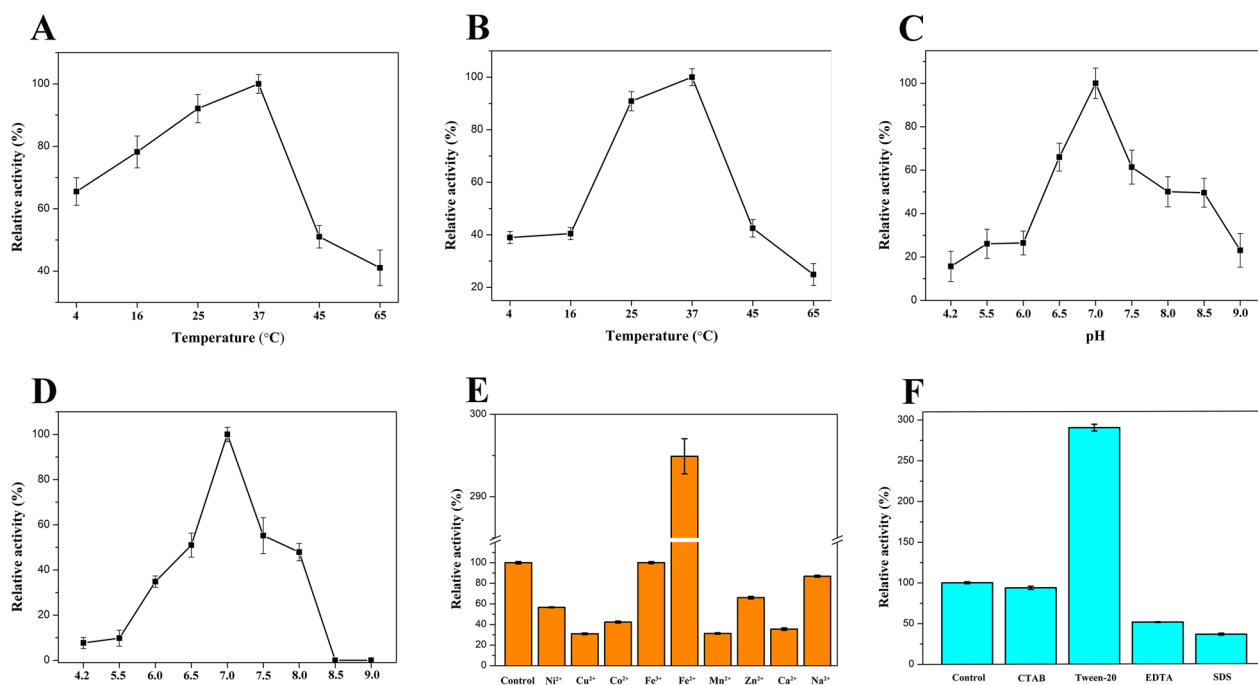 A
Relative activity (%)
100
80
60
40
4 16 25 37 45 65
Temperature (°C)
B
Relative activity (%)
100
80
60
40
20
4 16 25 37 45 65
Temperature (°C)
C
Relative activity (%)
100
80
60
40
20
0
4.2 5.5 6.0 6.5 7.0 7.5 8.0 8.5 9.0
pH
D
Relative activity (%)
100
80
60
40
20
0
4.2 5.5 6.0 6.5 7.0 7.5 8.0 8.5 9.0
E
Relative activity (%)
300
290
100
80
60
40
20
0
Control Ni²⁺ Cu²⁺ Co²⁺ Fe³⁺ Fe²⁺ Mn²⁺ Zn²⁺ Ca²⁺ Na²⁺
F
Relative activity (%)
300
250
200
150
100
50
0
Control CTAB Tween-20 EDTA SDS